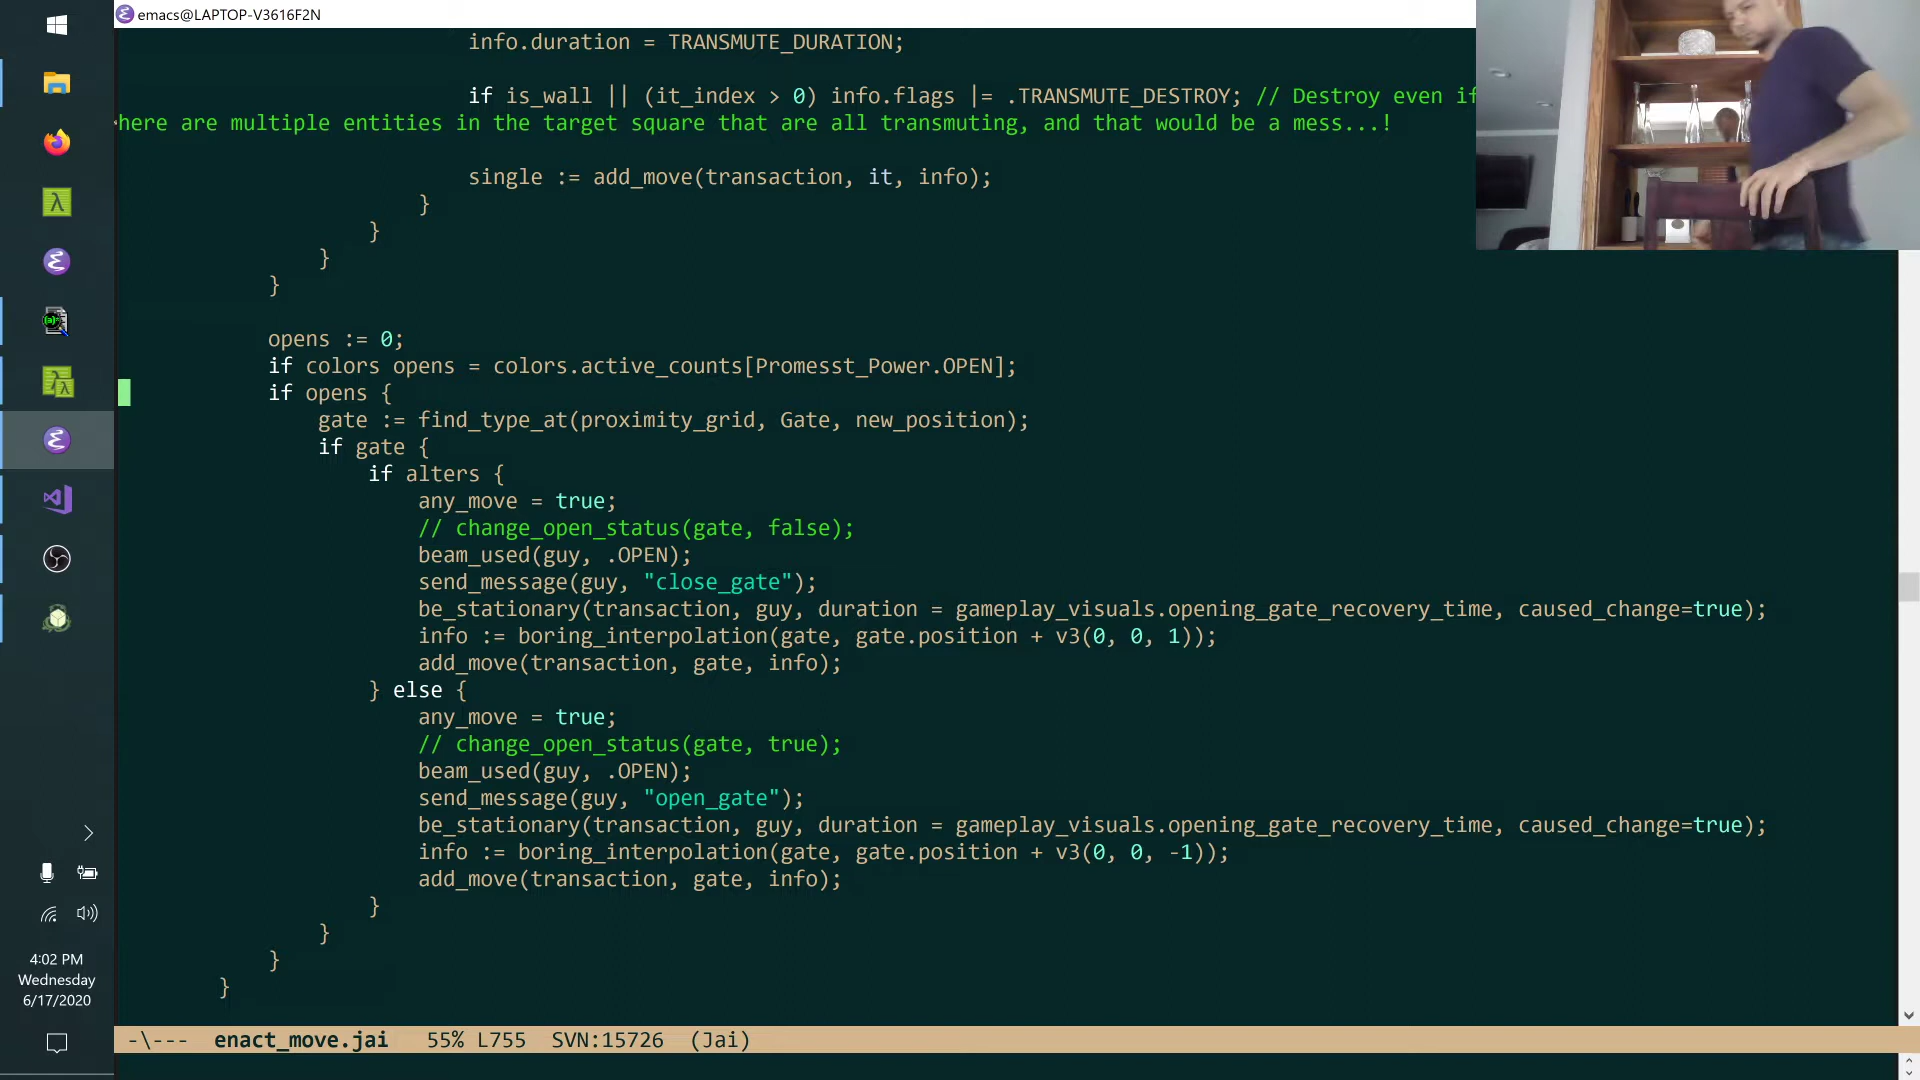 emacs@LAPTOP-V3616F2N
info.duration = TRANSMUTE_DURATION;
if is_wall || (it_index > 0) info.flags |= .TRANSMUTE_DESTROY; // Destroy even if
here are multiple entities in the target square that are all transmuting, and that would be a mess...!
single := add_move(transaction, it, info);
}
}
}
}
opens := 0;
if colors opens = colors.active_counts[Promesst_Power.OPEN];
if opens {
gate := find_type_at(proximity_grid, Gate, new_position);
if gate {
if alters {
any_move = true;
// change_open_status(gate, false);
beam_used(guy, .OPEN);
send_message(guy, "close_gate");
be_stationary(transaction, guy, duration = gameplay_visuals.opening_gate_recovery_time, caused_change=true);
info := boring_interpolation(gate, gate.position + v3(0, 0, 1));
add_move(transaction, gate, info);
} else {
any_move = true;
// change_open_status(gate, true);
beam_used(guy, .OPEN);
send_message(guy, "open_gate");
be_stationary(transaction, guy, duration = gameplay_visuals.opening_gate_recovery_time, caused_change=true);
info := boring_interpolation(gate, gate.position + v3(0, 0, -1));
add_move(transaction, gate, info);
}
}
}
}
-\--- enact_move.jai 55% L755 SVN:15726 (Jai)
4:02 PM
Wednesday
6/17/2020